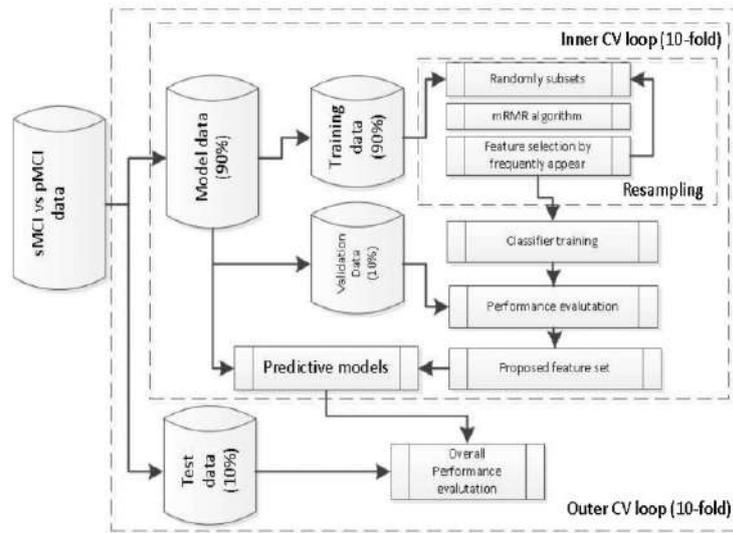 Inner CV loop (10-fold)
sMCI vs pMCI
data
Model data
(90%)
Training
data
(90%)
Randomly subsets
mRMR algorithm
Feature selection by
frequently appear
Resampling
Validation
Data
(10%)
Classifier training
Performance evalutation
Proposed feature set
Predictive models
Test
data
(10%)
Overall
Performance
evalutation
Outer CV loop (10-fold)